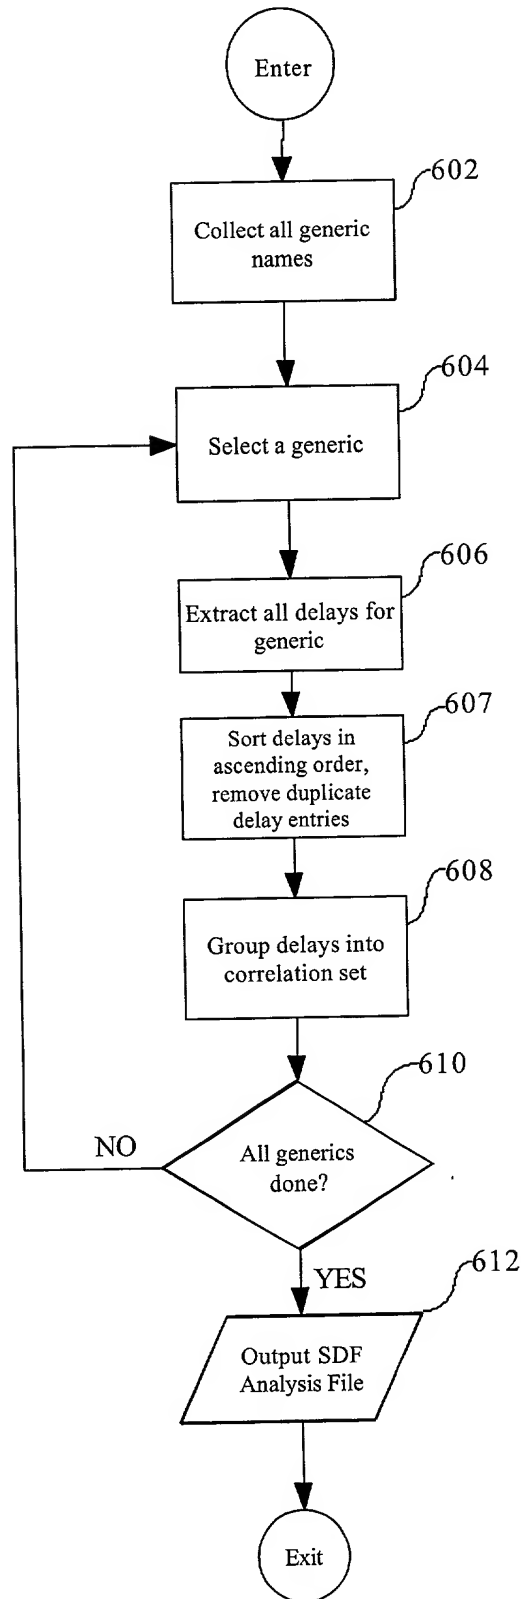 Enter
602
Collect all generic
names
604
Select a generic
606
Extract all delays for
generic
607
Sort delays in
ascending order,
remove duplicate
delay entries
608
Group delays into
correlation set
610
All generics
done?
NO
YES
612
Output SDF
Analysis File
Exit